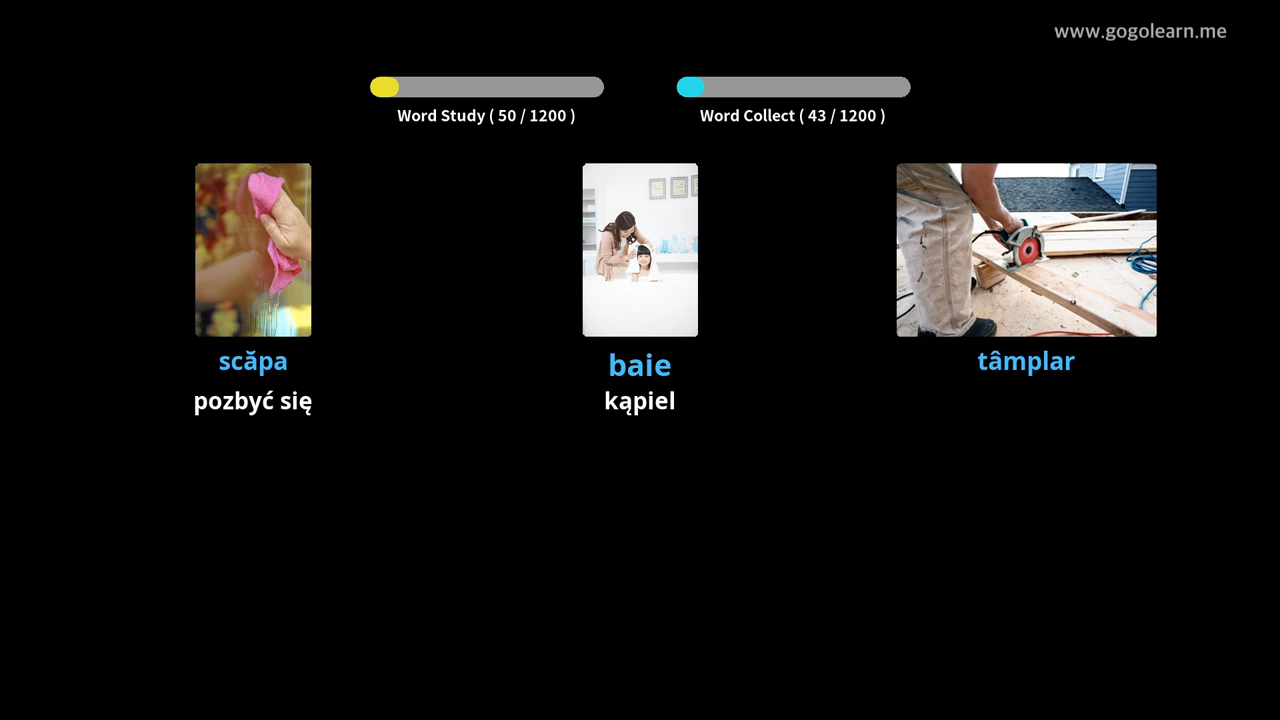 www.gogolearn.me
Word Study ( 50 / 1200 )
Word Collect ( 43 / 1200 )
scăpa
baie
tâmplar
pozbyć się
kąpiel